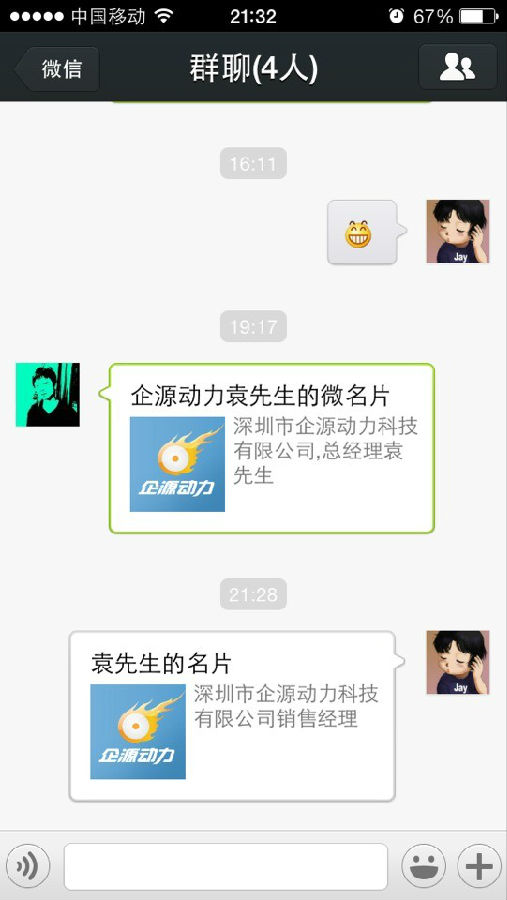 中国移动
21:32
67%
微信
群聊(4人)
16:11
Jay
19:17
企源动力袁先生的微名片
深圳市企源动力科技
有限公司,总经理袁
先生
企源动力
21:28
袁先生的名片
深圳市企源动力科技
有限公司销售经理
企源动力
Jay